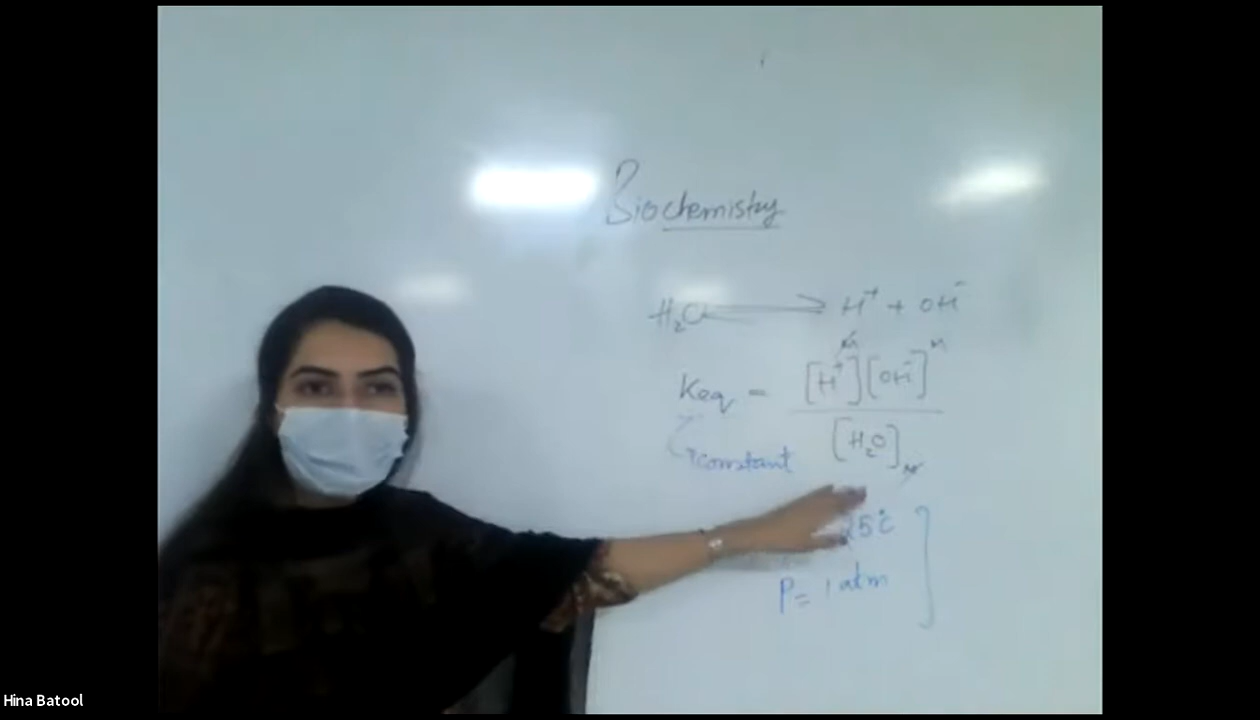 Biochemistry
H₂O ⇌ H⁺ + OH⁻
M M
Keq = [H⁺][OH⁻] / [H₂O]
M
constant
25°C
P = 1 atm
Hina Batool